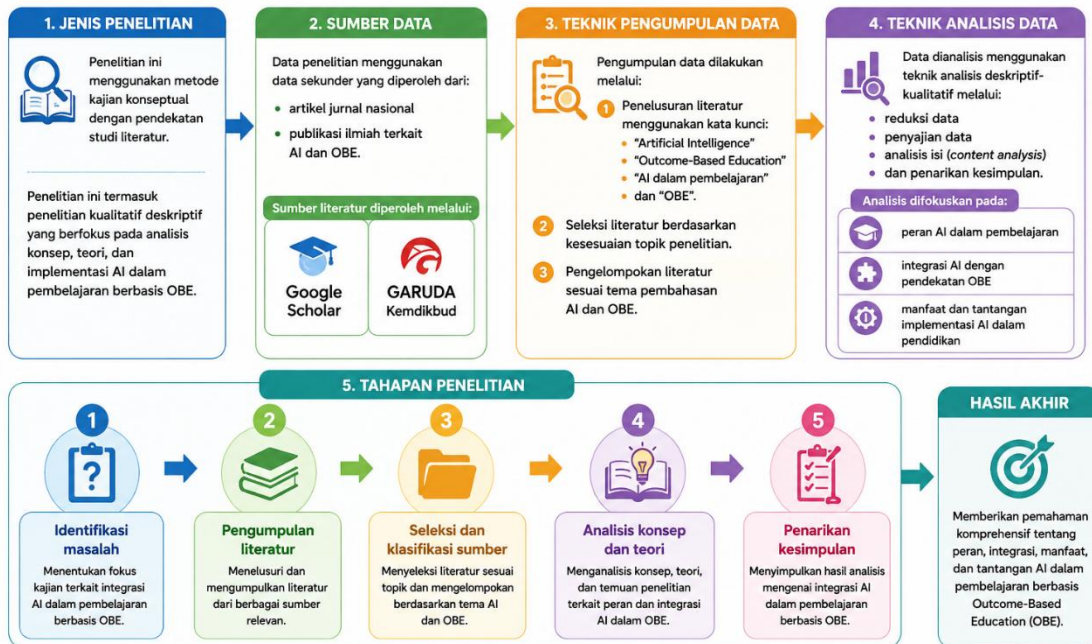 1. JENIS PENELITIAN
Penelitian ini
menggunakan metode
kajian konseptual
dengan pendekatan
studi literatur.
Penelitian ini termasuk
penelitian kualitatif deskriptif
yang berfokus pada analisis
konsep, teori, dan
implementasi AI dalam
pembelajaran berbasis OBE.
2. SUMBER DATA
Data penelitian menggunakan
data sekunder yang diperoleh dari:
• artikel jurnal nasional
• publikasi ilmiah terkait
AI dan OBE.
Sumber literatur diperoleh melalui:
Google
Scholar
GARUDA
Kemdikbud
3. TEKNIK PENGUMPULAN DATA
Pengumpulan data dilakukan
melalui:
1 Penelusuran literatur
menggunakan kata kunci:
• “Artificial Intelligence”
• “Outcome-Based Education”
• “AI dalam pembelajaran”
• dan “OBE”.
2 Seleksi literatur berdasarkan
kesesuaian topik penelitian.
3 Pengelompokan literatur
sesuai tema pembahasan
AI dan OBE.
4. TEKNIK ANALISIS DATA
Data dianalisis menggunakan
teknik analisis deskriptif-
kualitatif melalui:
• reduksi data
• penyajian data
• analisis isi (content analysis)
• dan penarikan kesimpulan.
Analisis difokuskan pada:
peran AI dalam pembelajaran
integrasi AI dengan
pendekatan OBE
manfaat dan tantangan
implementasi AI dalam
pendidikan
5. TAHAPAN PENELITIAN
1
Identifikasi
masalah
Menentukan fokus
kajian terkait integrasi
AI dalam pembelajaran
berbasis OBE.
2
Pengumpulan
literatur
Menelusuri dan
mengumpulkan literatur
dari berbagai sumber
relevan.
3
Seleksi dan
klasifikasi sumber
Menyeleksi literatur sesuai
topik dan mengelompokan
berdasarkan tema AI
dan OBE.
4
Analisis konsep
dan teori
Menganalisis konsep, teori,
dan temuan penelitian
terkait peran dan integrasi
AI dalam OBE.
5
Penarikan
kesimpulan
Menyimpulkan hasil analisis
mengenai integrasi AI
dalam pembelajaran
berbasis OBE.
HASIL AKHIR
Memberikan pemahaman
komprehensif tentang
peran, integrasi, manfaat,
dan tantangan AI dalam
pembelajaran berbasis
Outcome-Based
Education (OBE).